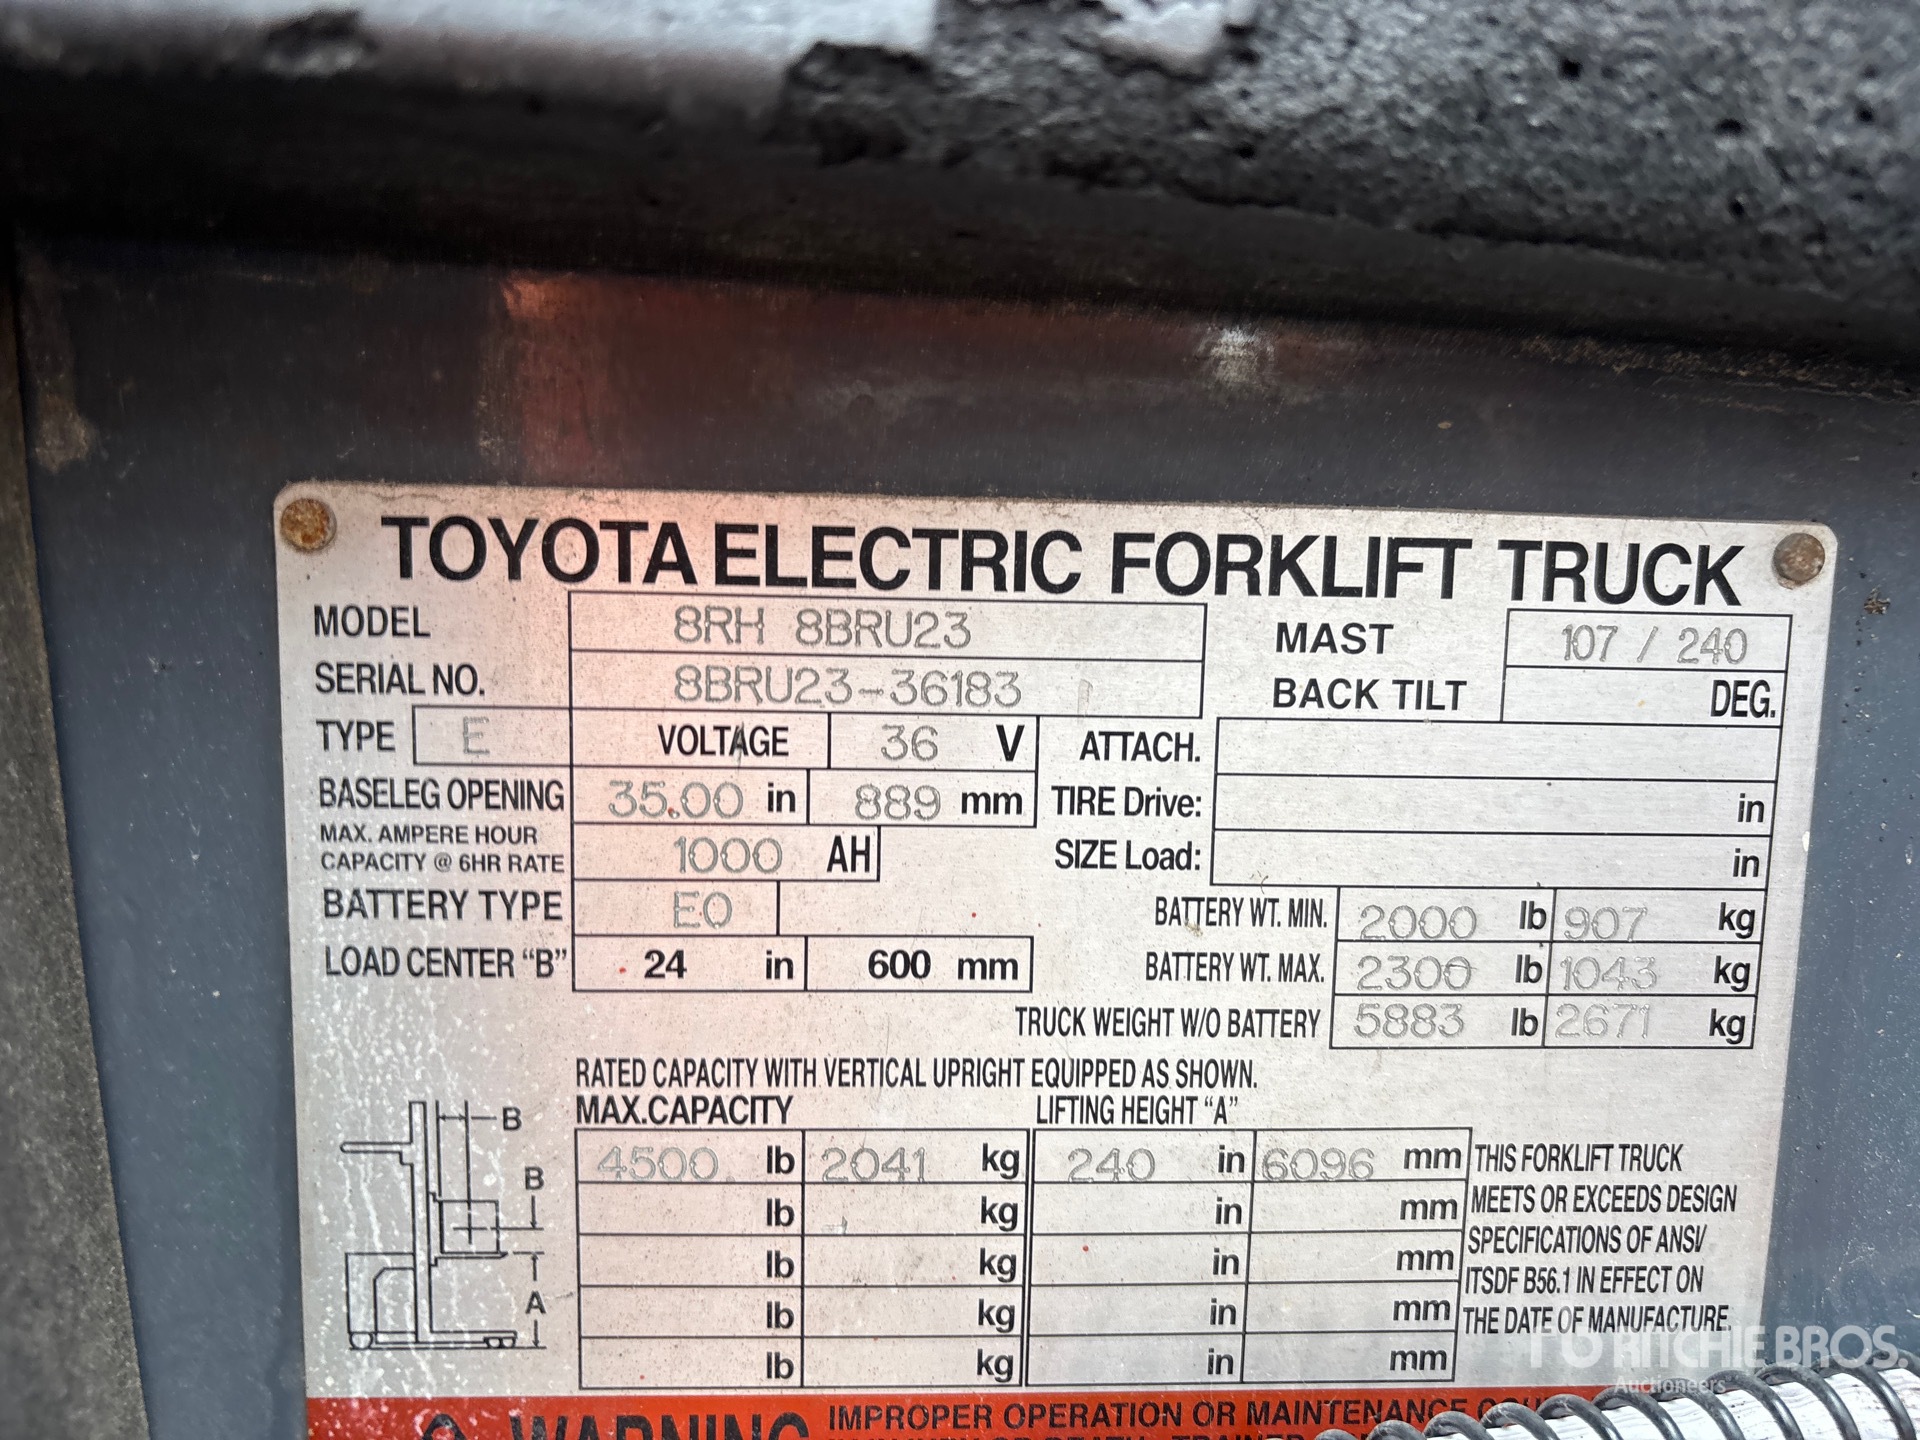 TOYOTA ELECTRIC FORKLIFT TRUCK
MODEL 8RH 8BRU23 MAST 107 / 240
SERIAL NO. 8BRU23-36183 BACK TILT DEG.
TYPE E VOLTAGE 36 V ATTACH.
BASELEG OPENING 35.00 in 889 mm TIRE Drive: in
MAX. AMPERE HOUR
CAPACITY @ 6HR RATE 1000 AH SIZE Load: in
BATTERY TYPE EO BATTERY WT. MIN. 2000 lb 907 kg
LOAD CENTER "B" 24 in 600 mm BATTERY WT. MAX. 2300 lb 1043 kg
TRUCK WEIGHT W/O BATTERY 5883 lb 2671 kg
RATED CAPACITY WITH VERTICAL UPRIGHT EQUIPPED AS SHOWN.
MAX.CAPACITY LIFTING HEIGHT "A"
B
B
A
4500 lb 2041 kg 240 in 6096 mm
lb kg in mm
lb kg in mm
lb kg in mm
lb kg in mm
THIS FORKLIFT TRUCK
MEETS OR EXCEEDS DESIGN
SPECIFICATIONS OF ANSI/
ITSDF B56.1 IN EFFECT ON
THE DATE OF MANUFACTURE.
WARNING
IMPROPER OPERATION OR MAINTENANCE
RITCHIE BROS.
Auctioneers